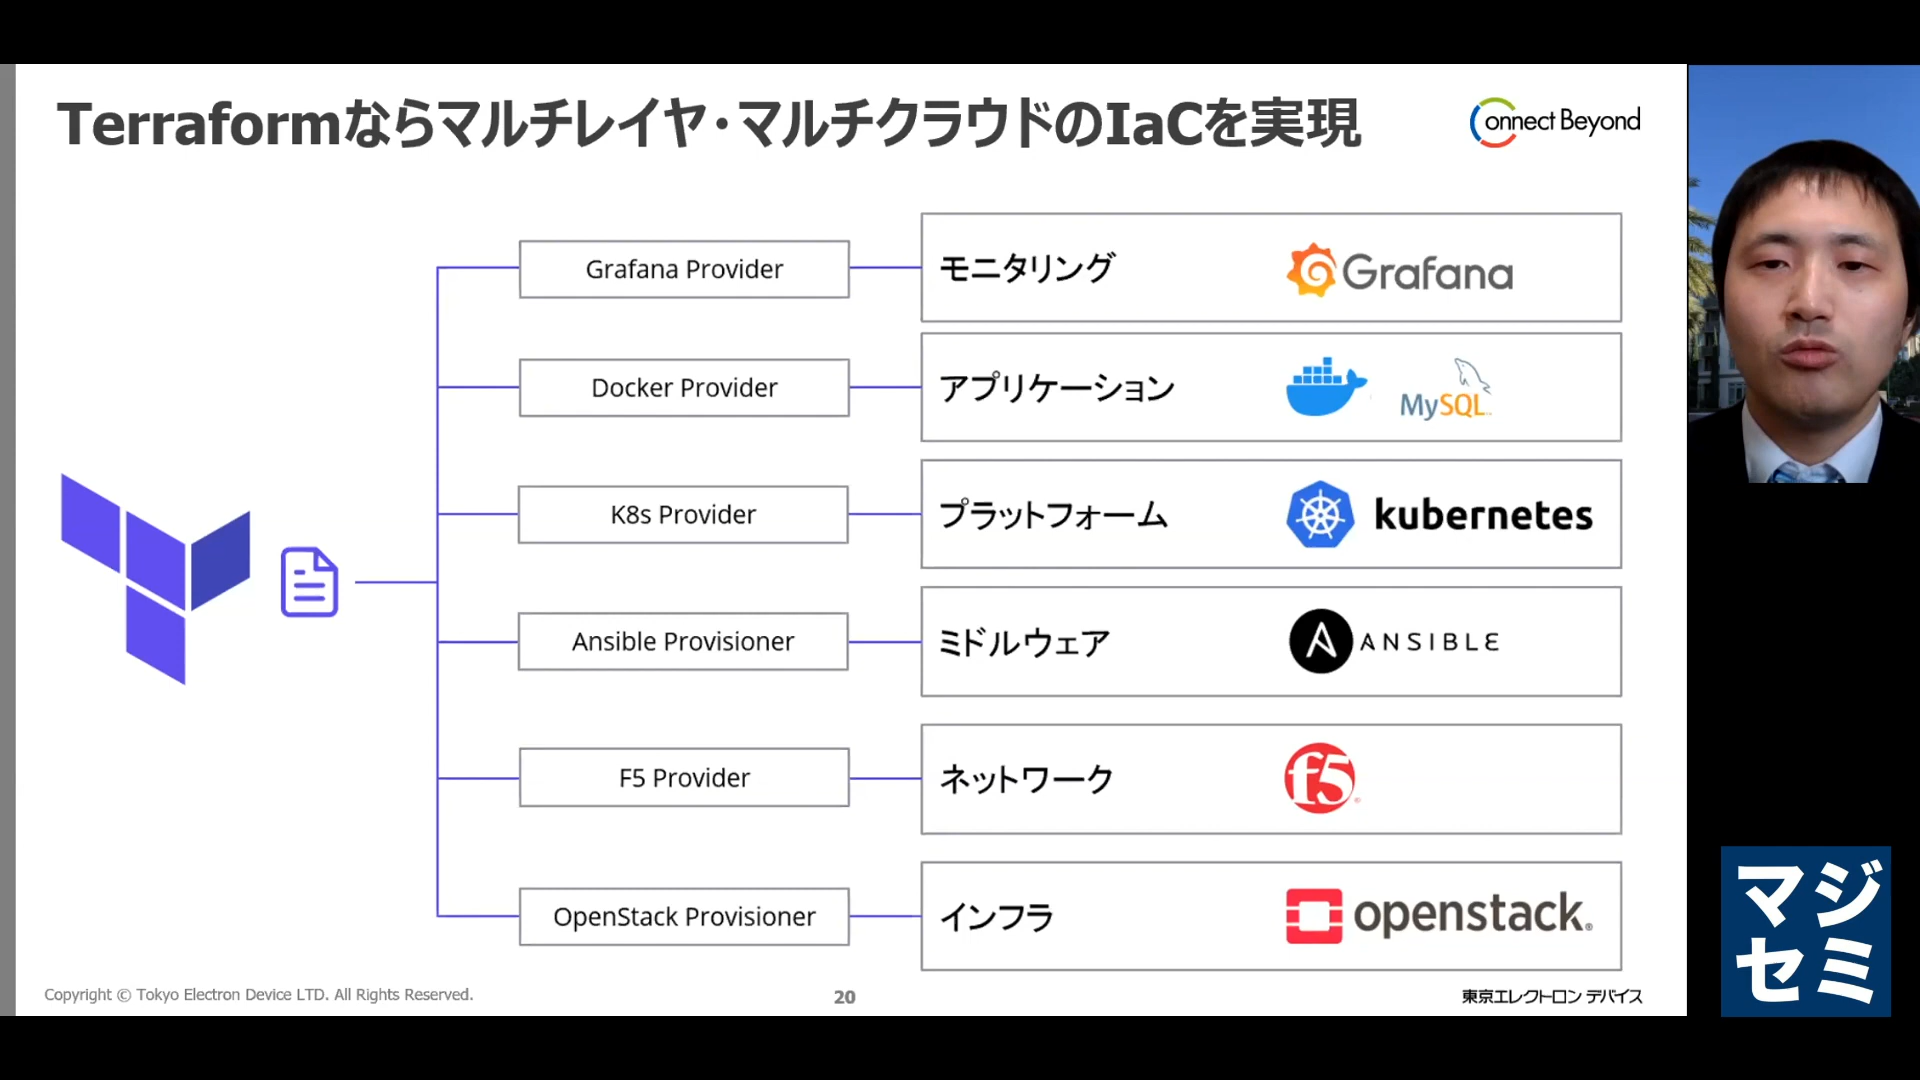 Terraformならマルチレイヤ・マルチクラウドのIaCを実現
onnect Beyond
Grafana Provider
モニタリング
Grafana
Docker Provider
アプリケーション
MySQL
K8s Provider
プラットフォーム
kubernetes
Ansible Provisioner
ミドルウェア
ANSIBLE
F5 Provider
ネットワーク
f5
OpenStack Provisioner
インフラ
openstack®
Copyright © Tokyo Electron Device LTD. All Rights Reserved.
20
東京エレクトロン デバイス
マジ
セミ